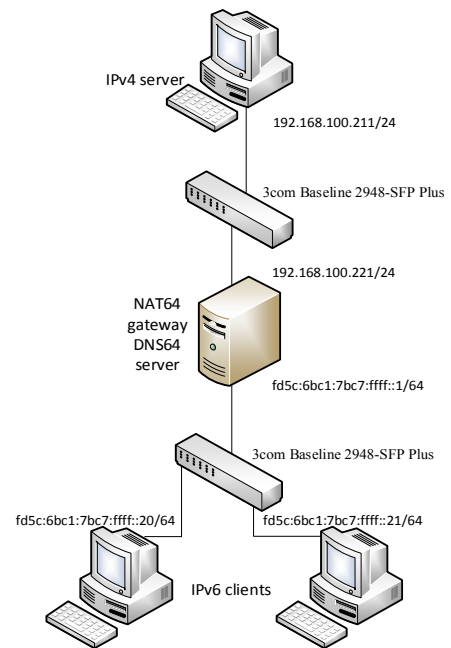 IPv4 server
192.168.100.211/24
3com Baseline 2948-SFP Plus
192.168.100.221/24
NAT64
gateway
DNS64
server
fd5c:6bc1:7bc7:ffff::1/64
3com Baseline 2948-SFP Plus
fd5c:6bc1:7bc7:ffff::20/64
fd5c:6bc1:7bc7:ffff::21/64
IPv6 clients